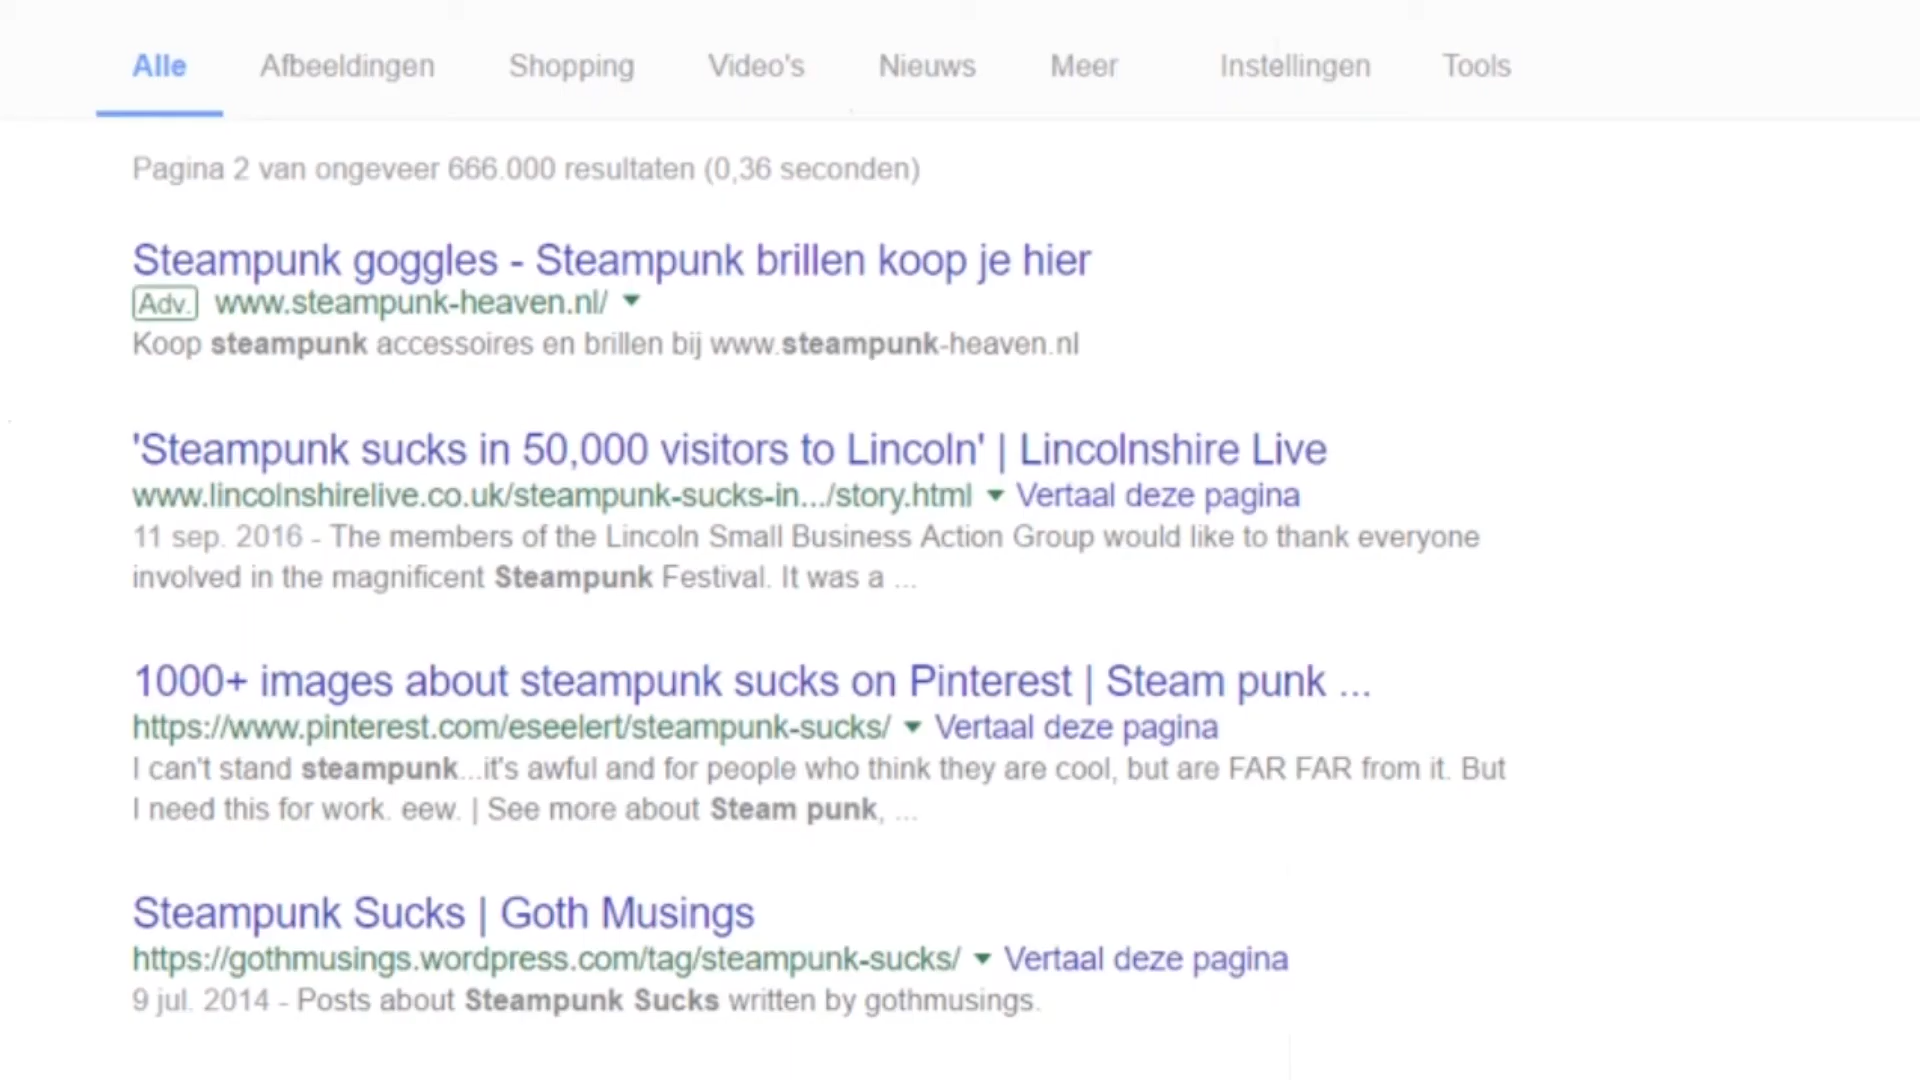 Alle Afbeeldingen Shopping Video's Nieuws Meer Instellingen Tools
Pagina 2 van ongeveer 666.000 resultaten (0,36 seconden)
Steampunk goggles - Steampunk brillen koop je hier
Adv. www.steampunk-heaven.nl/
Koop steampunk accessoires en brillen bij www.steampunk-heaven.nl
'Steampunk sucks in 50,000 visitors to Lincoln' | Lincolnshire Live
www.lincolnshirelive.co.uk/steampunk-sucks-in.../story.html Vertaal deze pagina
11 sep. 2016 - The members of the Lincoln Small Business Action Group would like to thank everyone
involved in the magnificent Steampunk Festival. It was a ...
1000+ images about steampunk sucks on Pinterest | Steam punk ...
https://www.pinterest.com/eseelert/steampunk-sucks/ Vertaal deze pagina
I can't stand steampunk...it's awful and for people who think they are cool, but are FAR FAR from it. But
I need this for work. eew. | See more about Steam punk, ...
Steampunk Sucks | Goth Musings
https://gothmusings.wordpress.com/tag/steampunk-sucks/ Vertaal deze pagina
9 jul. 2014 - Posts about Steampunk Sucks written by gothmusings.